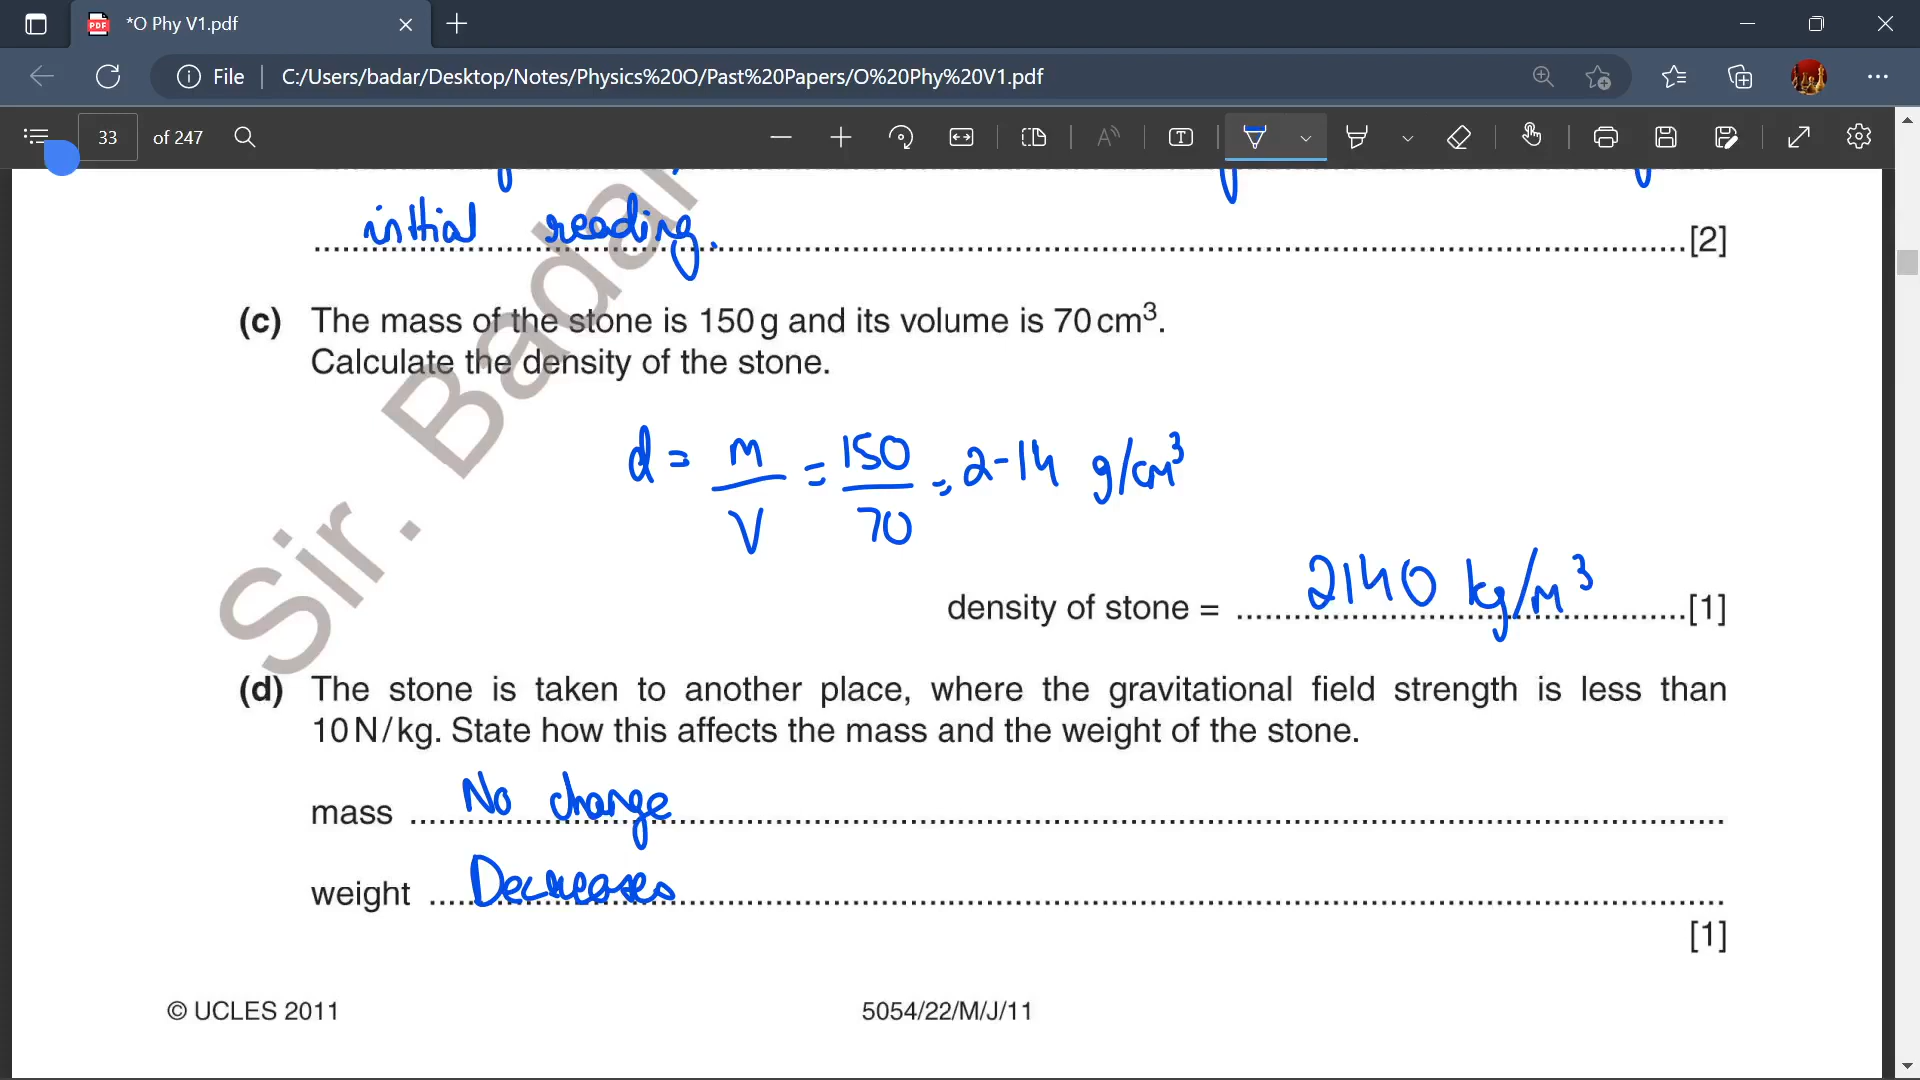 *O Phy V1.pdf
File C:/Users/badar/Desktop/Notes/Physics%20O/Past%20Papers/O%20Phy%20V1.pdf
33 of 247
initial reading. [2]
(c) The mass of the stone is 150 g and its volume is 70 cm³.
Calculate the density of the stone.
d = m/V = 150/70 = 2.14 g/cm³
density of stone = 2140 kg/m³ [1]
(d) The stone is taken to another place, where the gravitational field strength is less than
10 N/kg. State how this affects the mass and the weight of the stone.
mass No change
weight Decreases
[1]
© UCLES 2011 5054/22/M/J/11
Sir. Badar